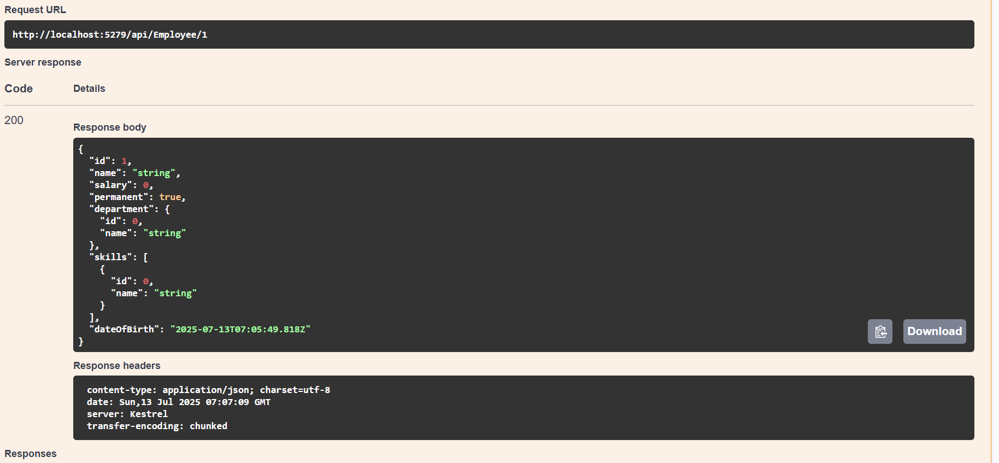 Request URL
http://localhost:5279/api/Employee/1
Server response
Code Details
200
Response body
{
  "id": 1,
  "name": "string",
  "salary": 0,
  "permanent": true,
  "department": {
    "id": 0,
    "name": "string"
  },
  "skills": [
    {
      "id": 0,
      "name": "string"
    }
  ],
  "dateOfBirth": "2025-07-13T07:05:49.818Z"
}
Download
Response headers
content-type: application/json; charset=utf-8
date: Sun,13 Jul 2025 07:07:09 GMT
server: Kestrel
transfer-encoding: chunked
Responses